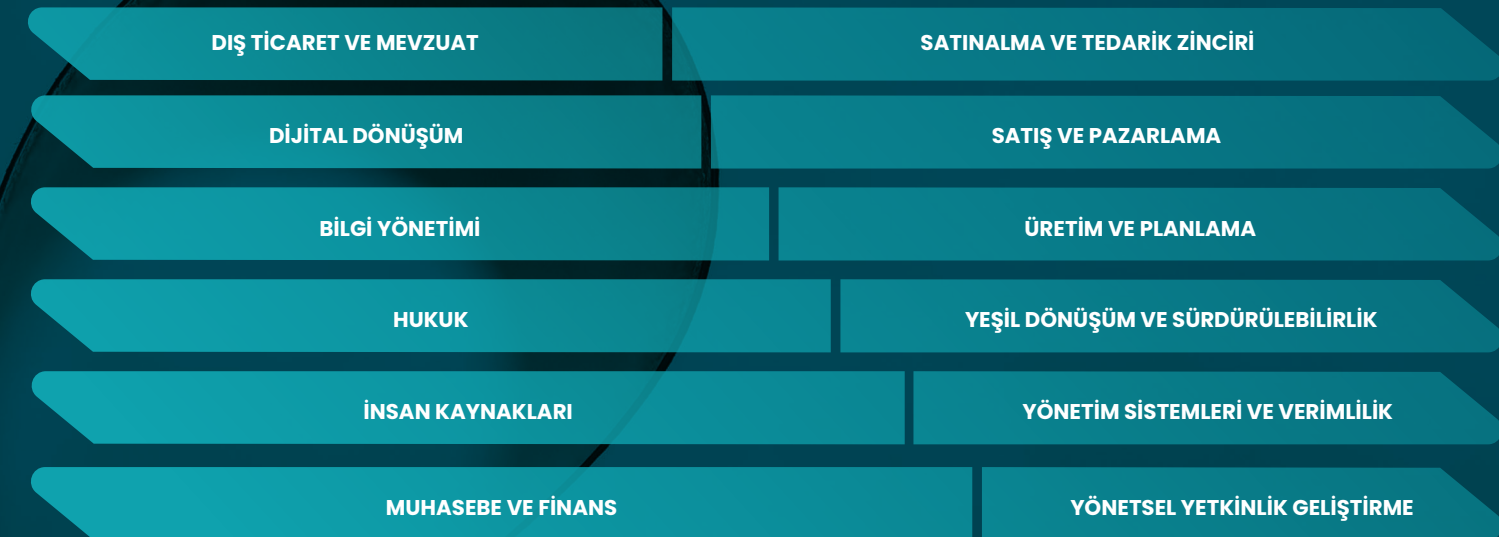 DIŞ TİCARET VE MEVZUAT
SATINALMA VE TEDARİK ZİNCİRİ
DİJİTAL DÖNÜŞÜM
SATIŞ VE PAZARLAMA
BİLGİ YÖNETİMİ
ÜRETİM VE PLANLAMA
HUKUK
YEŞİL DÖNÜŞÜM VE SÜRDÜRÜLEBİLİRLİK
İNSAN KAYNAKLARI
YÖNETİM SİSTEMLERİ VE VERİMLİLİK
MUHASEBE VE FİNANS
YÖNETSEL YETKİNLİK GELİŞTİRME